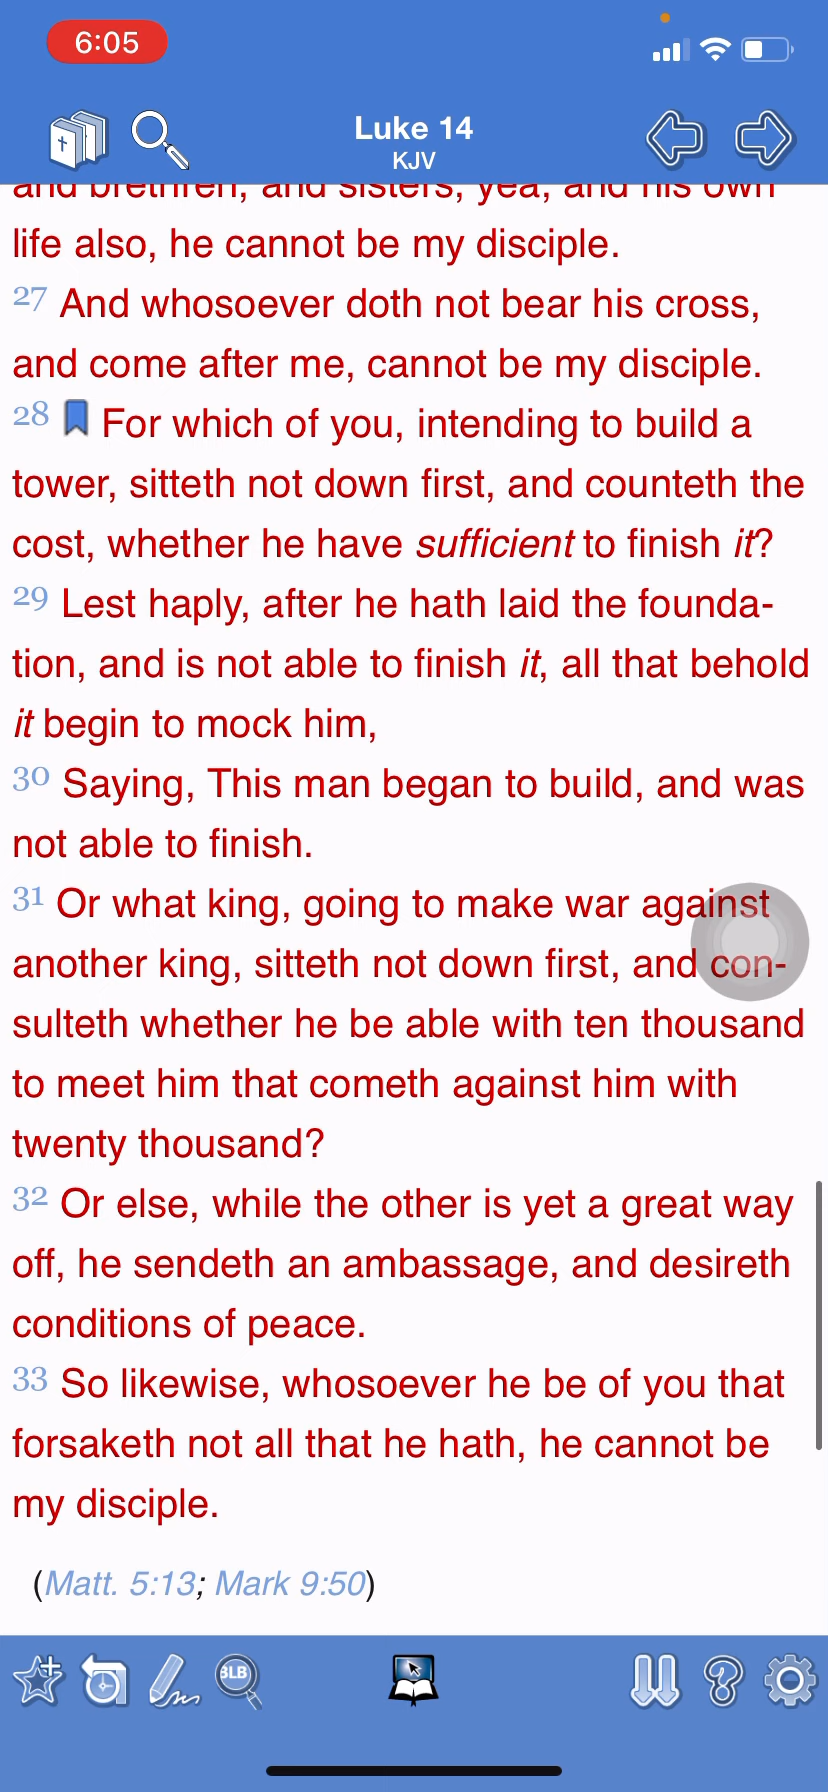 6:05
Luke 14
KJV
and brethren, and sisters, yea, and his own
life also, he cannot be my disciple.
27 And whosoever doth not bear his cross,
and come after me, cannot be my disciple.
28 For which of you, intending to build a
tower, sitteth not down first, and counteth the
cost, whether he have sufficient to finish it?
29 Lest haply, after he hath laid the founda-
tion, and is not able to finish it, all that behold
it begin to mock him,
30 Saying, This man began to build, and was
not able to finish.
31 Or what king, going to make war against
another king, sitteth not down first, and con-
sulteth whether he be able with ten thousand
to meet him that cometh against him with
twenty thousand?
32 Or else, while the other is yet a great way
off, he sendeth an ambassage, and desireth
conditions of peace.
33 So likewise, whosoever he be of you that
forsaketh not all that he hath, he cannot be
my disciple.
(Matt. 5:13; Mark 9:50)
BLB